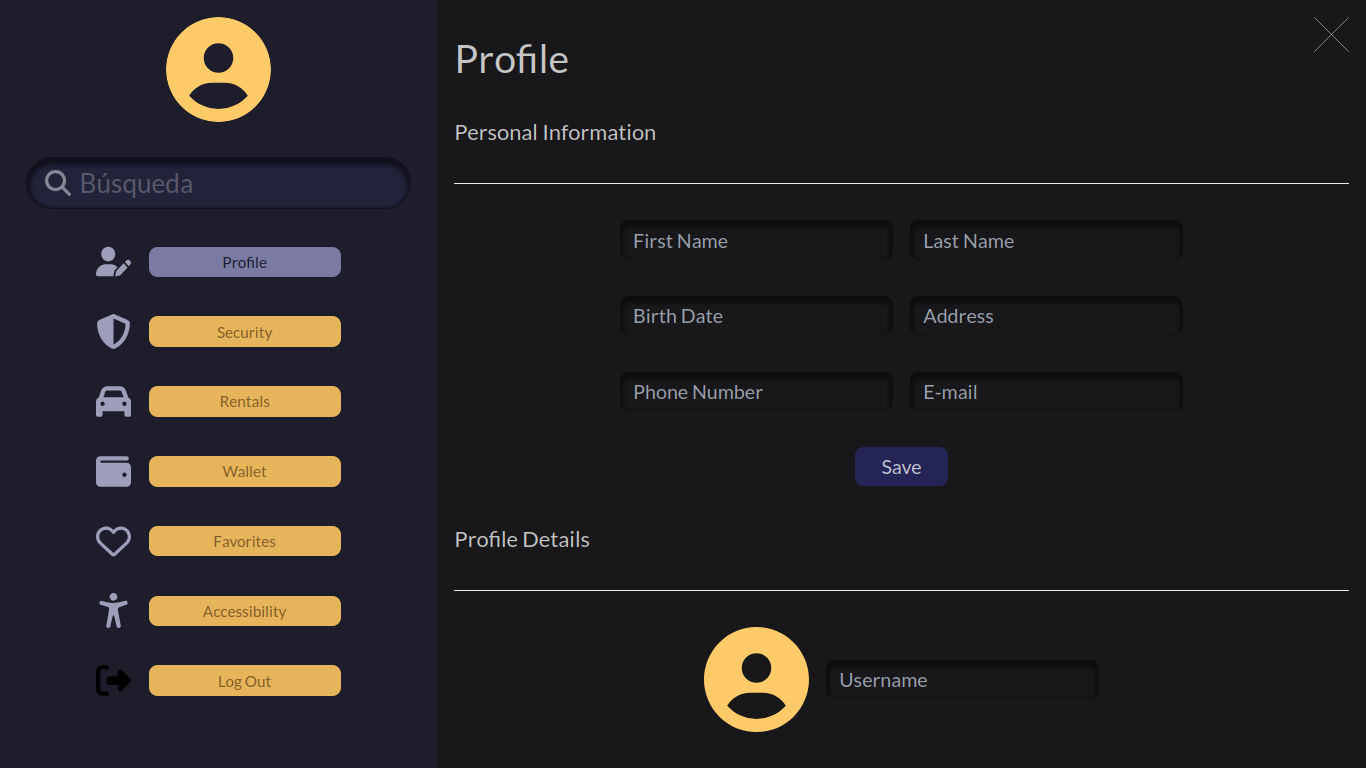 Búsqueda
Profile
Security
Rentals
Wallet
Favorites
Accessibility
Log Out
Profile
Personal Information
First Name
Last Name
Birth Date
Address
Phone Number
E-mail
Save
Profile Details
Username